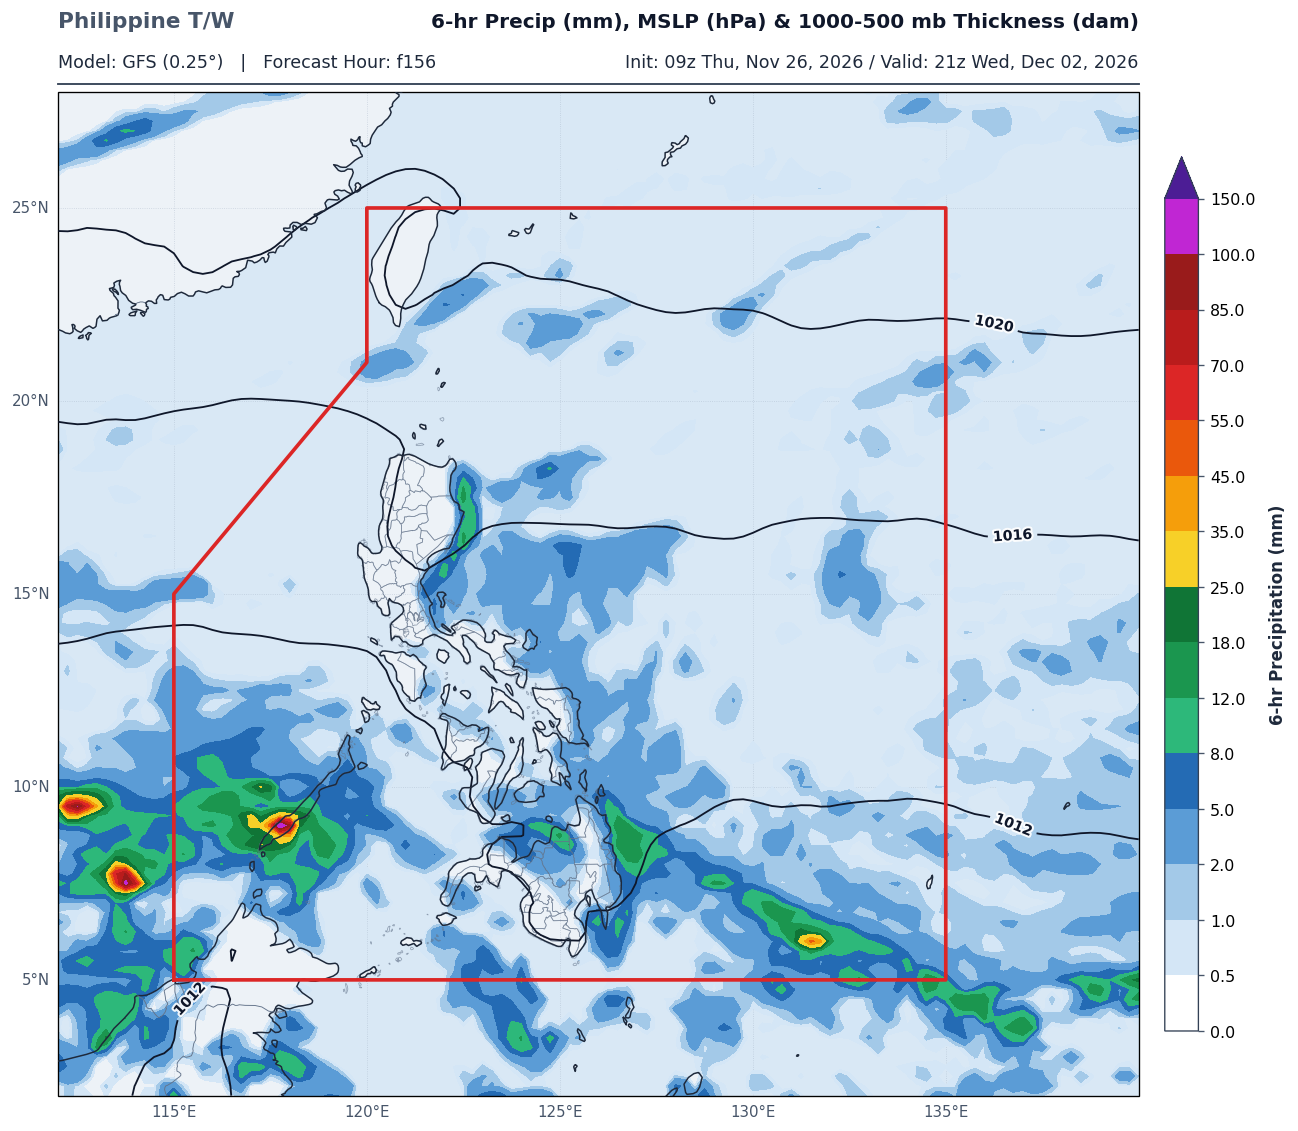 Philippine T/W
6-hr Precip (mm), MSLP (hPa) & 1000-500 mb Thickness (dam)
Model: GFS (0.25°) | Forecast Hour: f156
Init: 09z Thu, Nov 26, 2026 / Valid: 21z Wed, Dec 02, 2026
25°N
20°N
15°N
10°N
5°N
115°E
120°E
125°E
130°E
135°E
1020
1016
1012
1012
150.0
100.0
85.0
70.0
55.0
45.0
35.0
25.0
18.0
12.0
8.0
5.0
2.0
1.0
0.5
0.0
6-hr Precipitation (mm)